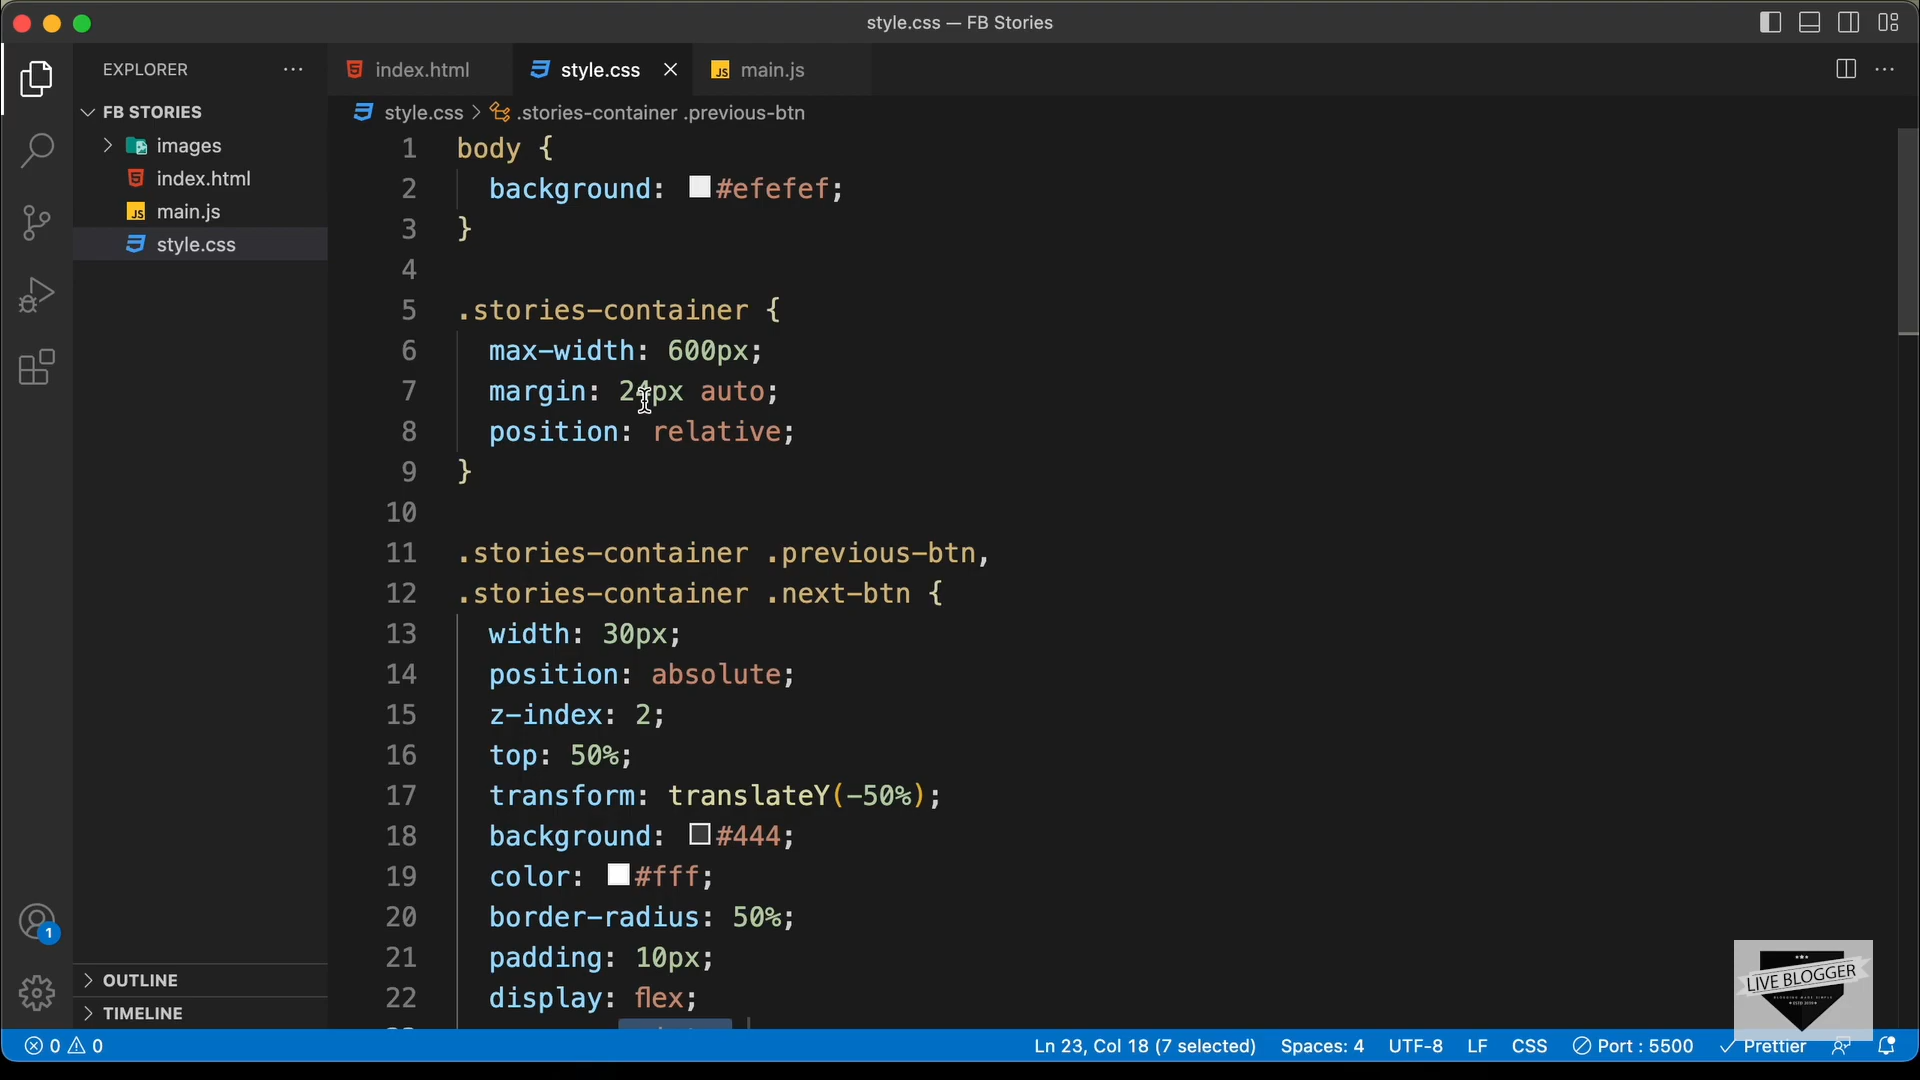 style.css — FB Stories
EXPLORER
index.html
style.css
main.js
FB STORIES
style.css > .stories-container .previous-btn
images
index.html
main.js
style.css
1 body {
2 background: #efefef;
3 }
4
5 .stories-container {
6 max-width: 600px;
7 margin: 24px auto;
8 position: relative;
9 }
10
11 .stories-container .previous-btn,
12 .stories-container .next-btn {
13 width: 30px;
14 position: absolute;
15 z-index: 2;
16 top: 50%;
17 transform: translateY(-50%);
18 background: #444;
19 color: #fff;
20 border-radius: 50%;
21 padding: 10px;
22 display: flex;
1
OUTLINE
TIMELINE
LIVE BLOGGER
0 0
Ln 23, Col 18 (7 selected)
Spaces: 4
UTF-8
LF
CSS
Port : 5500
Prettier